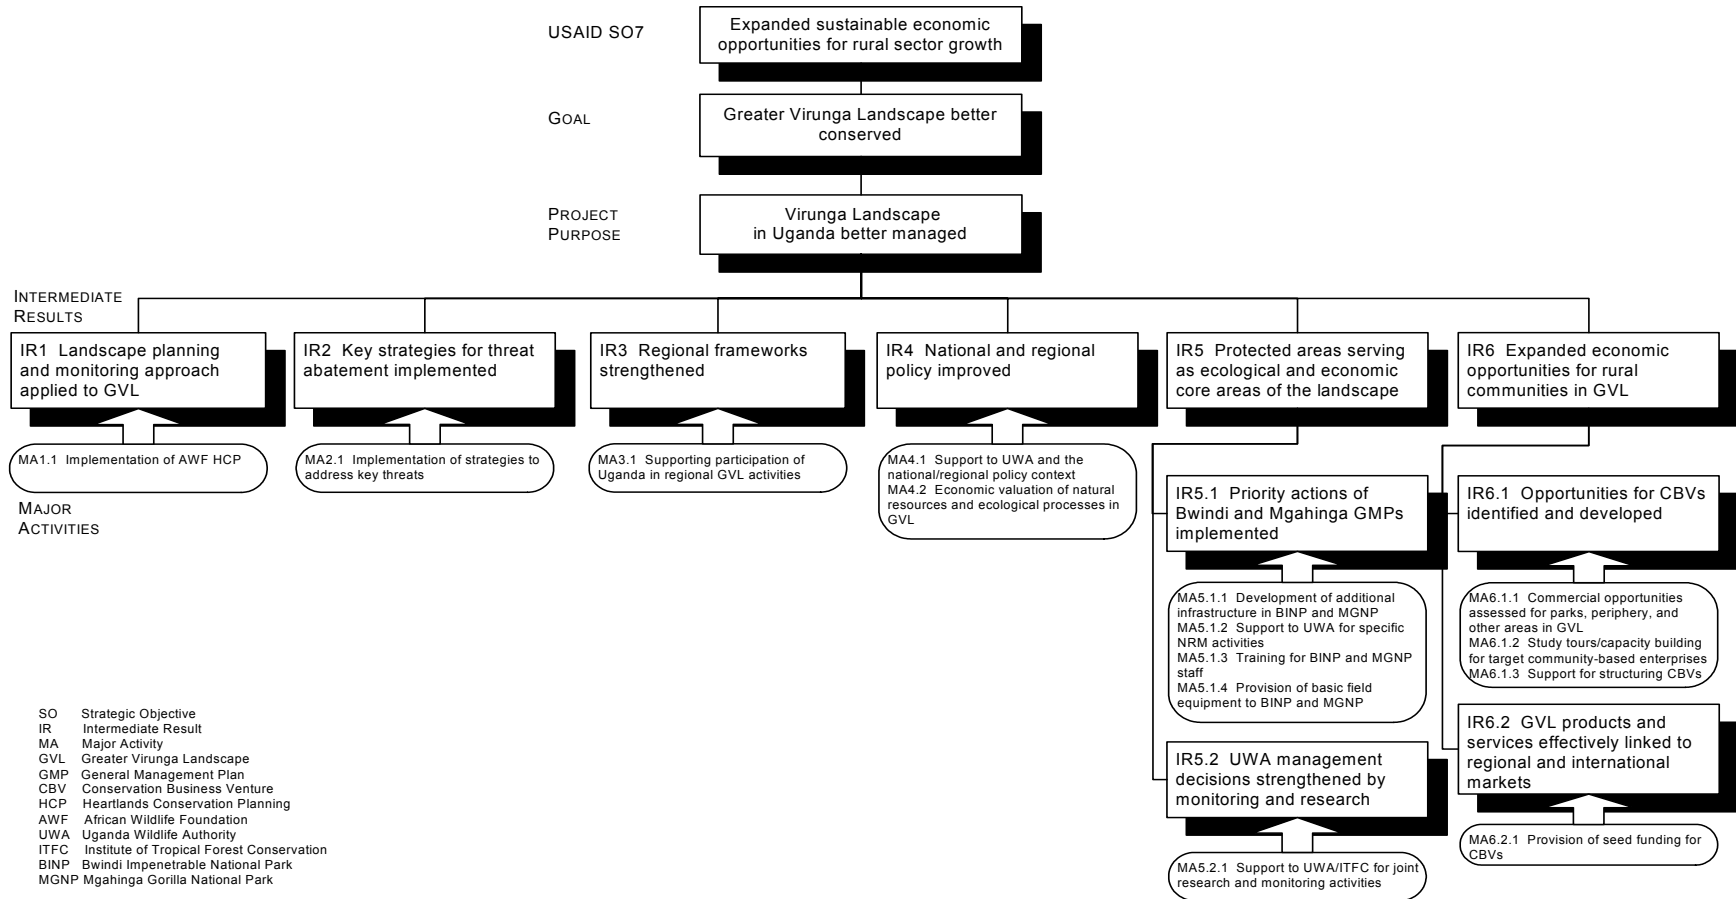 USAID SO7
Expanded sustainable economic
opportunities for rural sector growth
GOAL
Greater Virunga Landscape better
conserved
PROJECT
PURPOSE
Virunga Landscape
in Uganda better managed
INTERMEDIATE
RESULTS
IR1 Landscape planning
and monitoring approach
applied to GVL
IR2 Key strategies for threat
abatement implemented
IR3 Regional frameworks
strengthened
IR4 National and regional
policy improved
IR5 Protected areas serving
as ecological and economic
core areas of the landscape
IR6 Expanded economic
opportunities for rural
communities in GVL
MA1.1 Implementation of AWF HCP
MA2.1 Implementation of strategies to
address key threats
MA3.1 Supporting participation of
Uganda in regional GVL activities
MA4.1 Support to UWA and the
national/regional policy context
MA4.2 Economic valuation of natural
resources and ecological processes in
GVL
MAJOR
ACTIVITIES
IR5.1 Priority actions of
Bwindi and Mgahinga GMPs
implemented
IR6.1 Opportunities for CBVs
identified and developed
MA5.1.1 Development of additional
infrastructure in BINP and MGNP
MA5.1.2 Support to UWA for specific
NRM activities
MA5.1.3 Training for BINP and MGNP
staff
MA5.1.4 Provision of basic field
equipment to BINP and MGNP
MA6.1.1 Commercial opportunities
assessed for parks, periphery, and
other areas in GVL
MA6.1.2 Study tours/capacity building
for target community-based enterprises
MA6.1.3 Support for structuring CBVs
IR5.2 UWA management
decisions strengthened by
monitoring and research
IR6.2 GVL products and
services effectively linked to
regional and international
markets
MA5.2.1 Support to UWA/ITFC for joint
research and monitoring activities
MA6.2.1 Provision of seed funding for
CBVs
SO Strategic Objective
IR Intermediate Result
MA Major Activity
GVL Greater Virunga Landscape
GMP General Management Plan
CBV Conservation Business Venture
HCP Heartlands Conservation Planning
AWF African Wildlife Foundation
UWA Uganda Wildlife Authority
ITFC Institute of Tropical Forest Conservation
BINP Bwindi Impenetrable National Park
MGNP Mgahinga Gorilla National Park